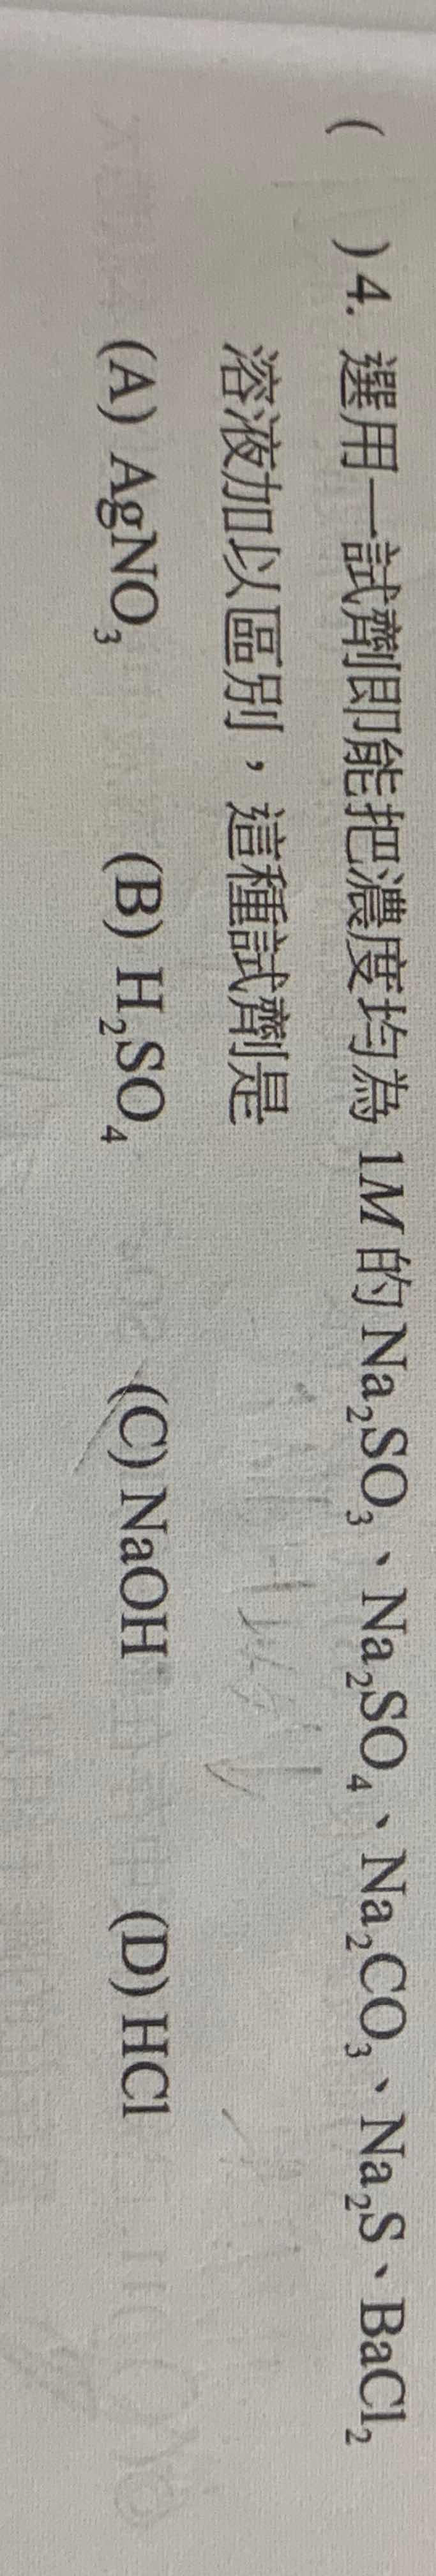 ( )4. 選用一試劑即能把濃度均為 1M 的 Na₂SO₃、Na₂SO₄、Na₂CO₃、Na₂S、BaCl₂
溶液加以區別，這種試劑是
(A) AgNO₃ (B) H₂SO₄ (C) NaOH (D) HCl